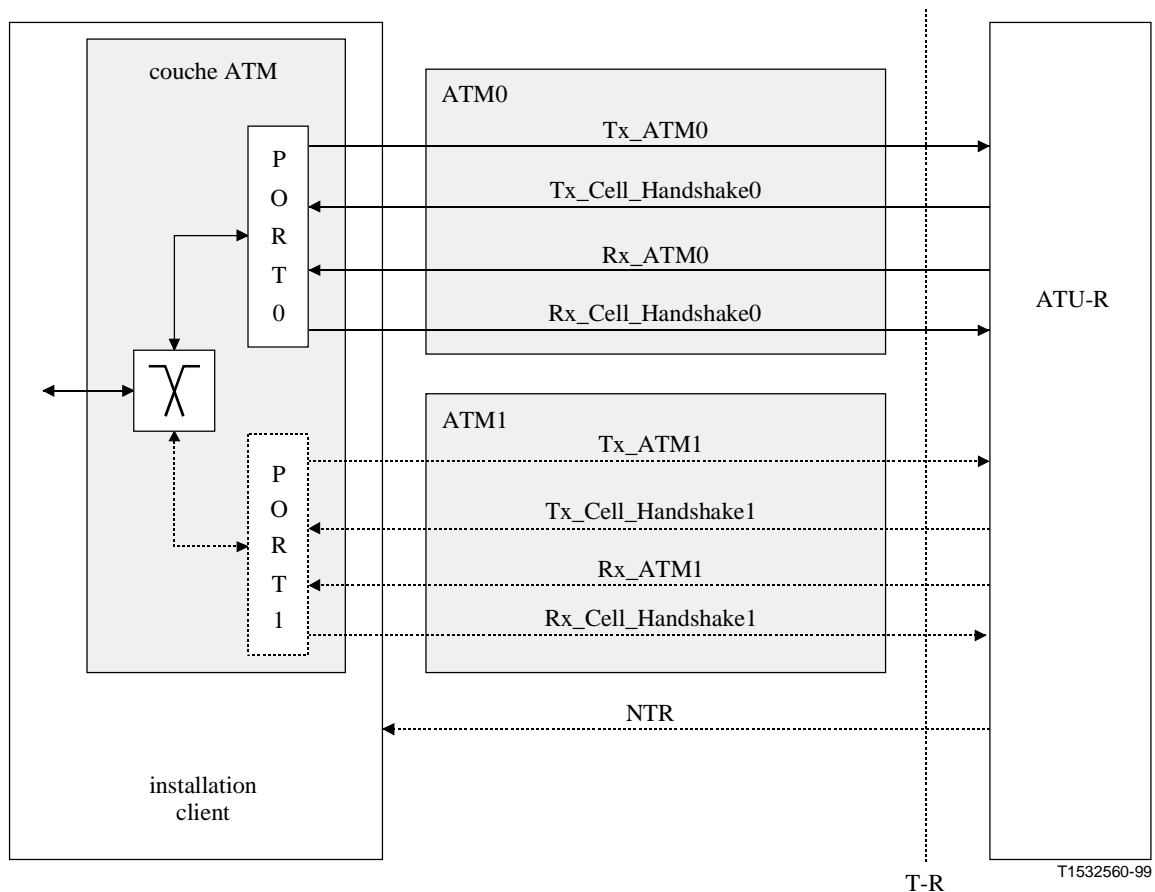 couche ATM
ATM0
Tx_ATM0
Tx_Cell_Handshake0
Rx_ATM0
Rx_Cell_Handshake0
P
O
R
T
0
ATU-R
ATM1
Tx_ATM1
Tx_Cell_Handshake1
Rx_ATM1
Rx_Cell_Handshake1
P
O
R
T
1
NTR
installation
client
T-R
T1532560-99